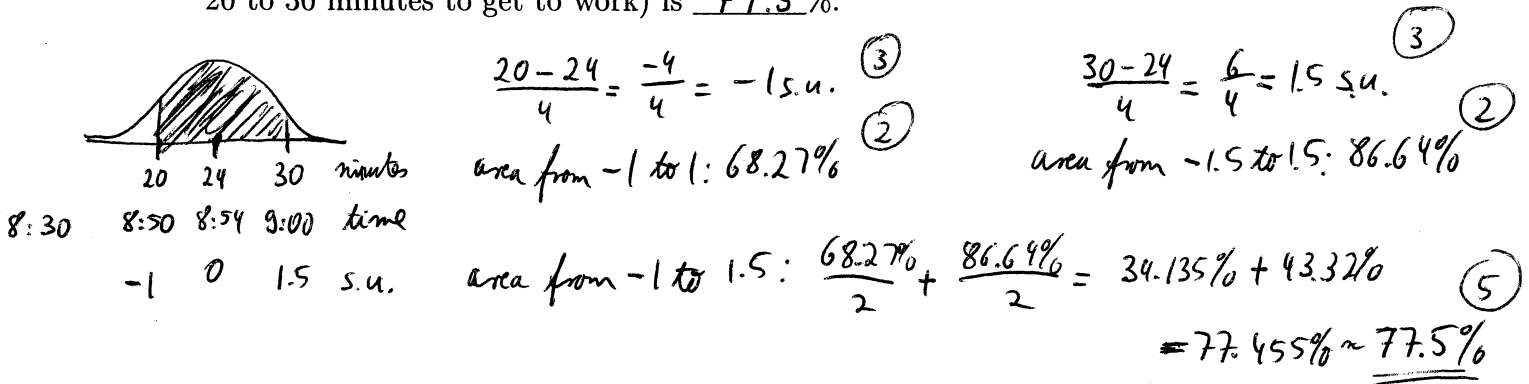 20 to 30 minutes to get to work) is 77.5 %.
20 - 24 / 4 = -4 / 4 = -1 s.u. ③
30 - 24 / 4 = 6 / 4 = 1.5 s.u. ③
area from -1 to 1: 68.27% ②
area from -1.5 to 1.5: 86.64% ②
20 24 30 minutes
8:30 8:50 8:54 9:00 time
-1 0 1.5 s.u.
area from -1 to 1.5: 68.27% / 2 + 86.64% / 2 = 34.135% + 43.32% ⑤
= 77.455% ~ 77.5%